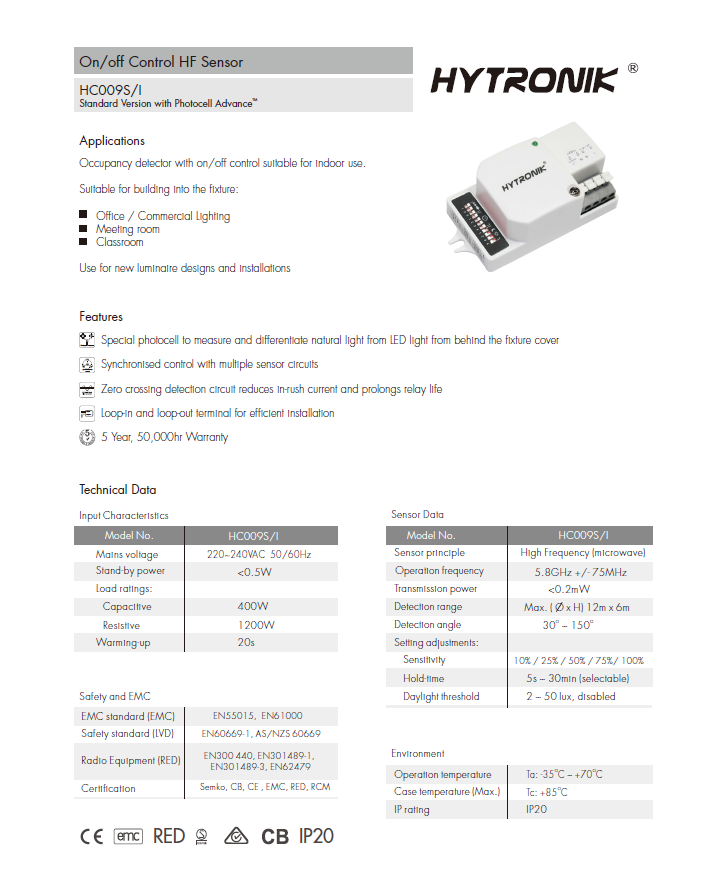 On/off Control HF Sensor
HC009S/I
Standard Version with Photocell Advance™
HYTRONIK ®
Applications
Occupancy detector with on/off control suitable for indoor use.
Suitable for building into the fixture:
Office / Commercial Lighting
Meeting room
Classroom
Use for new luminaire designs and installations
HYTRONIK
Features
Special photocell to measure and differentiate natural light from LED light from behind the fixture cover
Synchronised control with multiple sensor circuits
Zero crossing detection circuit reduces in-rush current and prolongs relay life
Loop-in and loop-out terminal for efficient installation
5 Year, 50,000hr Warranty
Technical Data
Input Characteristics
Model No. HC009S/I
Mains voltage 220~240VAC 50/60Hz
Stand-by power <0.5W
Load ratings:
Capacitive 400W
Resistive 1200W
Warming-up 20s
Safety and EMC
EMC standard (EMC) EN55015, EN61000
Safety standard (LVD) EN60669-1, AS/NZS 60669
Radio Equipment (RED) EN300 440, EN301489-1,
EN301489-3, EN62479
Certification Semko, CB, CE , EMC, RED, RCM
CE emc RED S CB IP20
Sensor Data
Model No. HC009S/I
Sensor principle High Frequency (microwave)
Operation frequency 5.8GHz +/- 75MHz
Transmission power <0.2mW
Detection range Max. ( Ø x H) 12m x 6m
Detection angle 30° ~ 150°
Setting adjustments:
Sensitivity 10% / 25% / 50% / 75%/ 100%
Hold-time 5s ~ 30min (selectable)
Daylight threshold 2 ~ 50 lux, disabled
Environment
Operation temperature Ta: -35°C ~ +70°C
Case temperature (Max.) Tc: +85°C
IP rating IP20